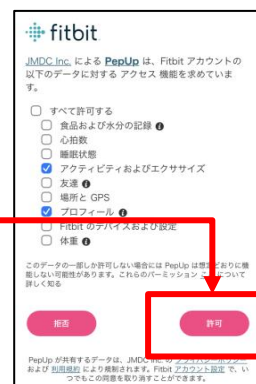 fitbit
JMDC Inc. による PepUp は、Fitbit アカウントの
以下のデータに対する アクセス 機能を求めていま
す。
すべて許可する
食品および水分の記録
心拍数
睡眠状態
アクティビティおよびエクササイズ
友達
場所と GPS
プロフィール
Fitbit のデバイスおよび設定
体重
このデータの一部しか許可しない場合には PepUp は想定どおりに機
能しない可能性があります。これらのパーミッション について
詳しく知る
拒否
許可
PepUp が共有するデータは、JMDC Inc. の プライバシーポリシー
および 利用規約 により規制されます。Fitbit アカウント設定 で、い
つでもこの同意を取り消すことができます。